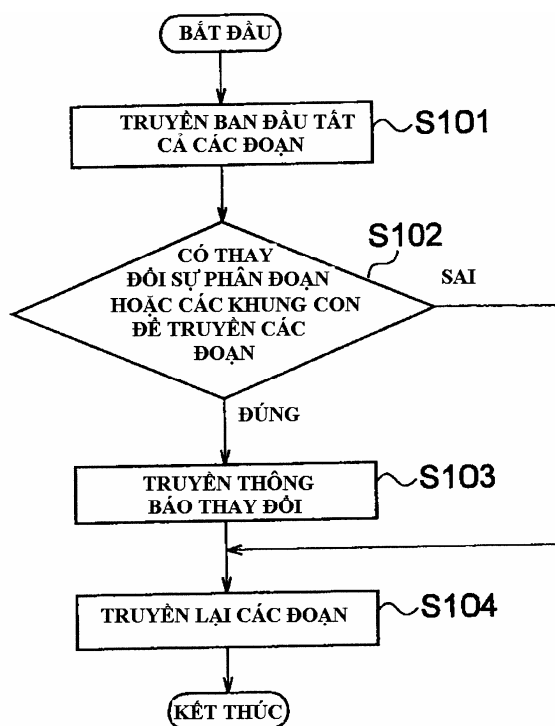 BẮT ĐẦU
TRUYỀN BAN ĐẦU TẤT
CẢ CÁC ĐOẠN
S101
CÓ THAY
ĐỔI SỰ PHÂN ĐOẠN
HOẶC CÁC KHUNG CON
ĐỂ TRUYỀN CÁC
ĐOẠN
S102
SAI
ĐÚNG
TRUYỀN THÔNG
BÁO THAY ĐỔI
S103
TRUYỀN LẠI CÁC ĐOẠN
S104
KẾT THÚC